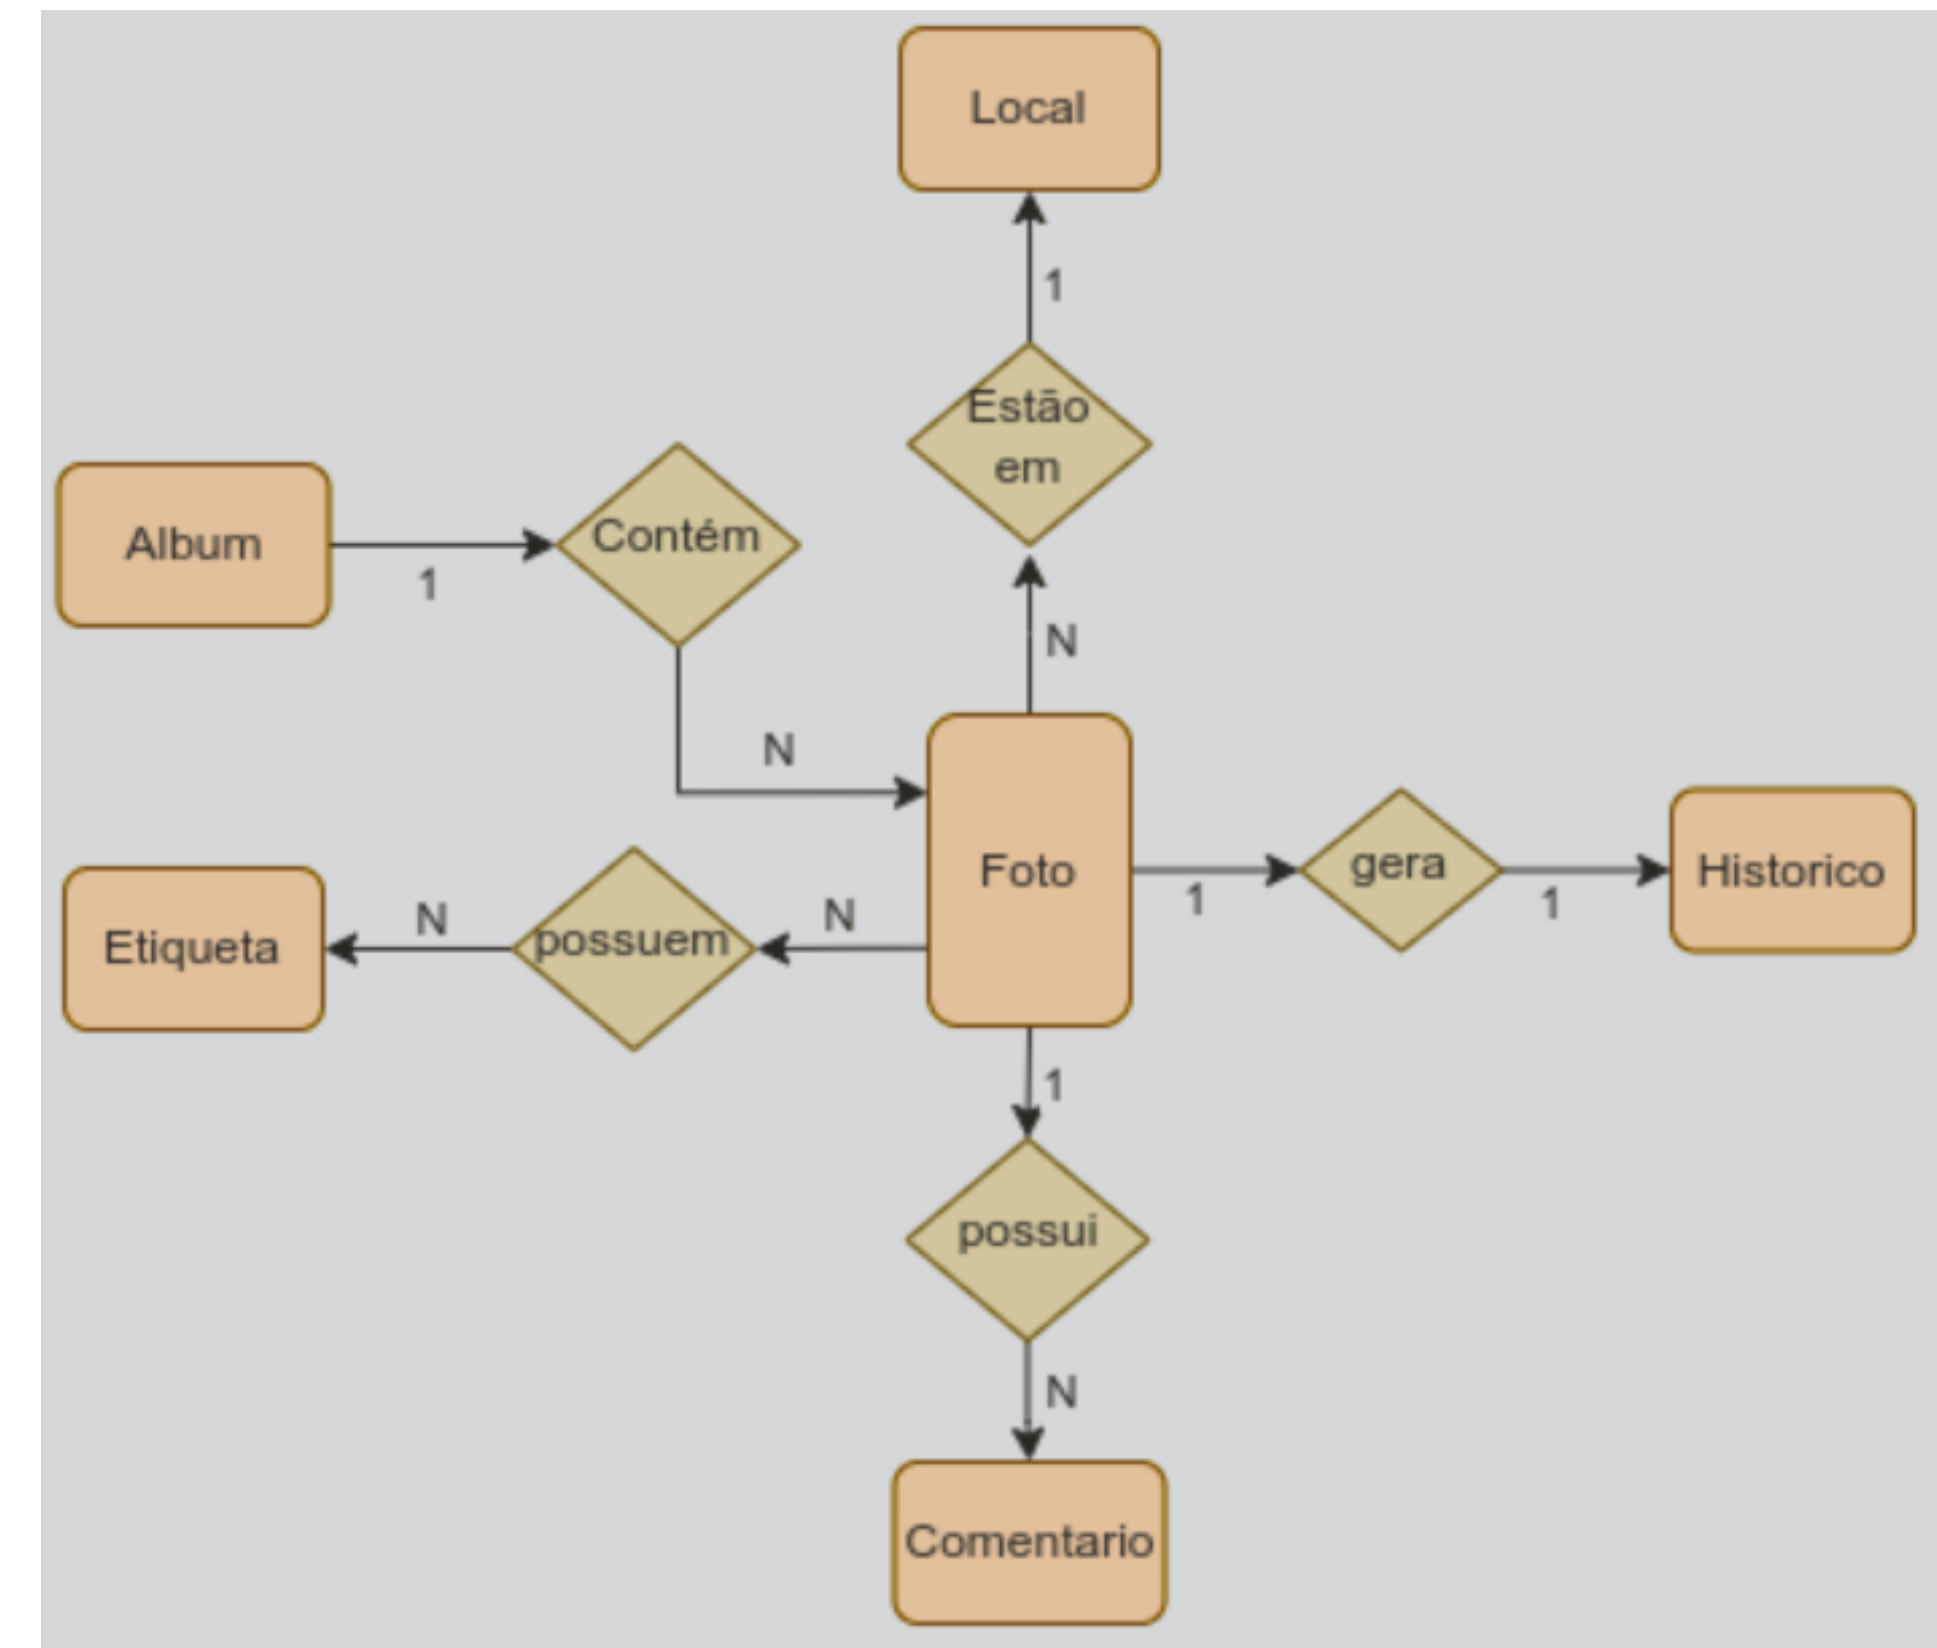 Local
1
Estão
em
Album
1
Contém
N
N
Foto
1
gera
1
Historico
Etiqueta
N
possuem
N
1
possui
N
Comentario